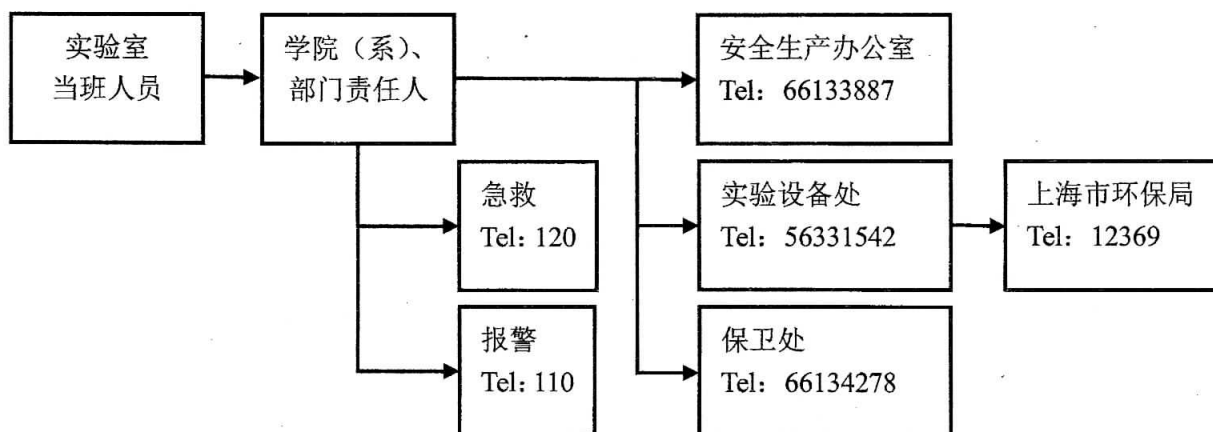 实验室
当班人员
学院（系）、
部门责任人
安全生产办公室
Tel：66133887
急救
Tel：120
实验设备处
Tel：56331542
上海市环保局
Tel：12369
报警
Tel：110
保卫处
Tel：66134278